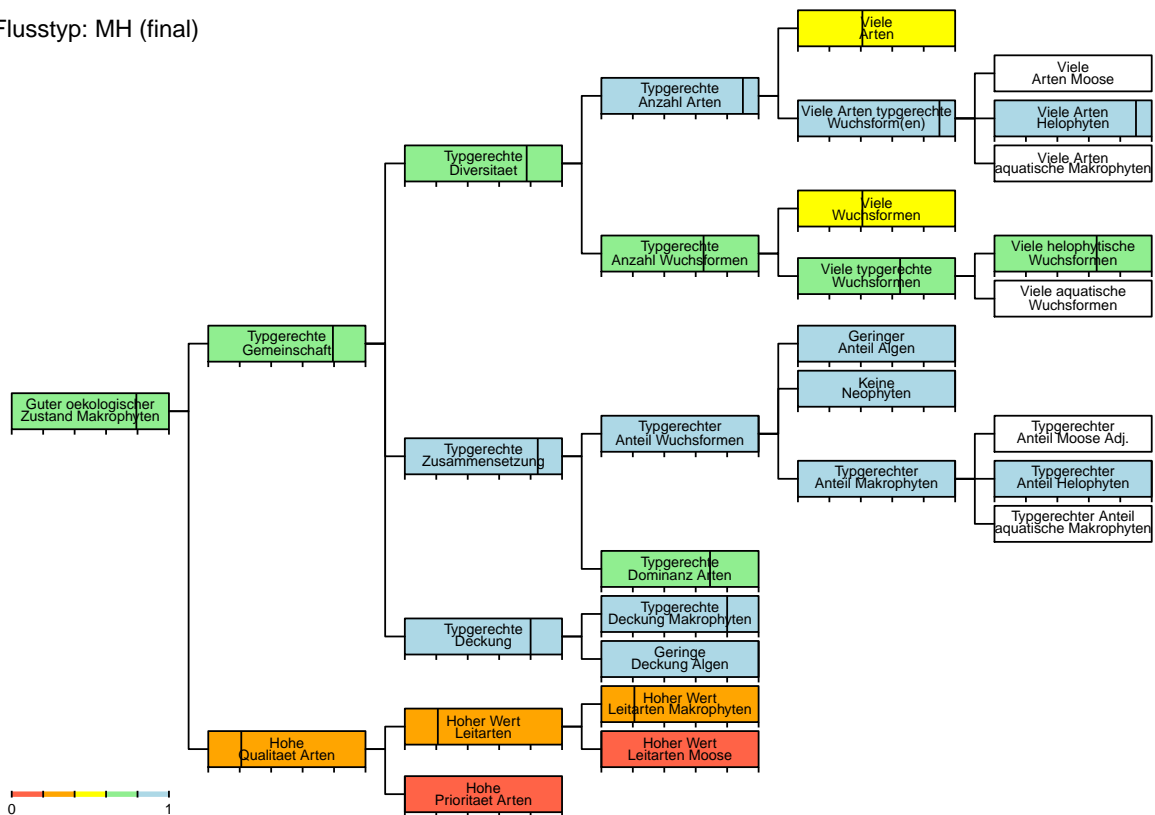 Flusstyp: MH (final)
Viele
Arten
Viele
Arten Moose
Typgerechte
Anzahl Arten
Viele Arten typgerechte
Wuchsform(en)
Viele Arten
Helophyten
Typgerechte
Diversitaet
Viele Arten
aquatische Makrophyten
Viele
Wuchsformen
Typgerechte
Anzahl Wuchsformen
Viele helophytische
Wuchsformen
Viele typgerechte
Wuchsformen
Viele aquatische
Wuchsformen
Typgerechte
Gemeinschaft
Geringer
Anteil Algen
Keine
Neophyten
Guter oekologischer
Zustand Makrophyten
Typgerechter
Anteil Wuchsformen
Typgerechter
Anteil Moose Adj.
Typgerechte
Zusammensetzung
Typgerechter
Anteil Makrophyten
Typgerechter
Anteil Helophyten
Typgerechter Anteil
aquatische Makrophyten
Typgerechte
Dominanz Arten
Typgerechte
Deckung Makrophyten
Typgerechte
Deckung
Geringe
Deckung Algen
Hoher Wert
Leitarten Makrophyten
Hoher Wert
Leitarten
Hohe
Qualitaet Arten
Hoher Wert
Leitarten Moose
Hohe
Prioritaet Arten
0 1